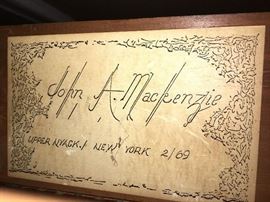 John A. Mackenzie
UPPER NYACK / NEW YORK 2/69